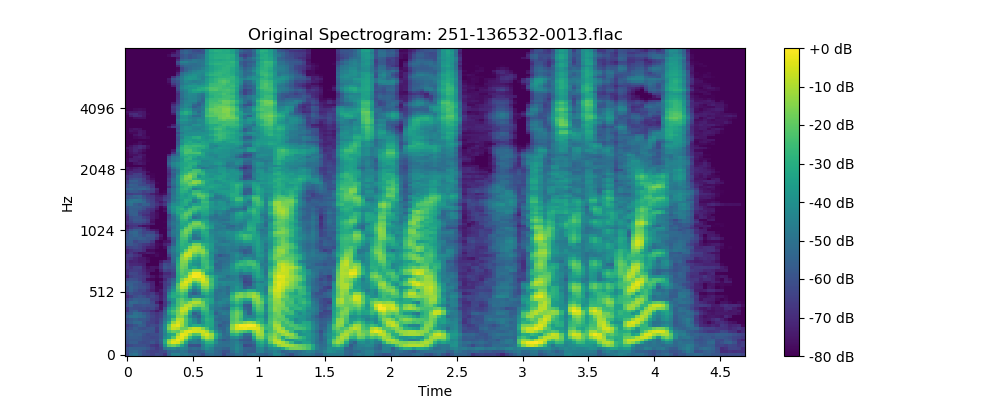 Original Spectrogram: 251-136532-0013.flac
+0 dB
4096
-10 dB
-20 dB
2048
-30 dB
Hz
-40 dB
1024
-50 dB
512
-60 dB
-70 dB
0
-80 dB
0 0.5 1 1.5 2 2.5 3 3.5 4 4.5
Time